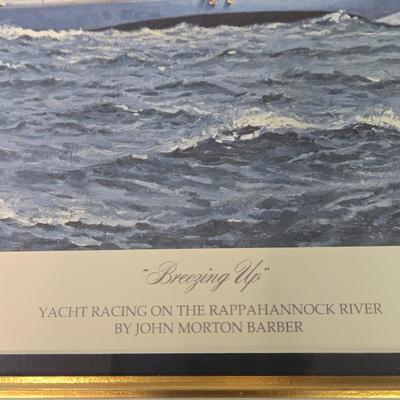 "Breezing Up"
YACHT RACING ON THE RAPPAHANNOCK RIVER
BY JOHN MORTON BARBER